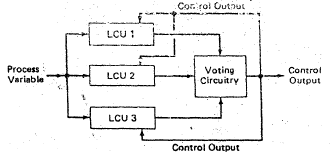 Control Output
LCU 1
Process
Variable
LCU 2
Voting
Circuitry
Control
Output
LCU 3
Control Output